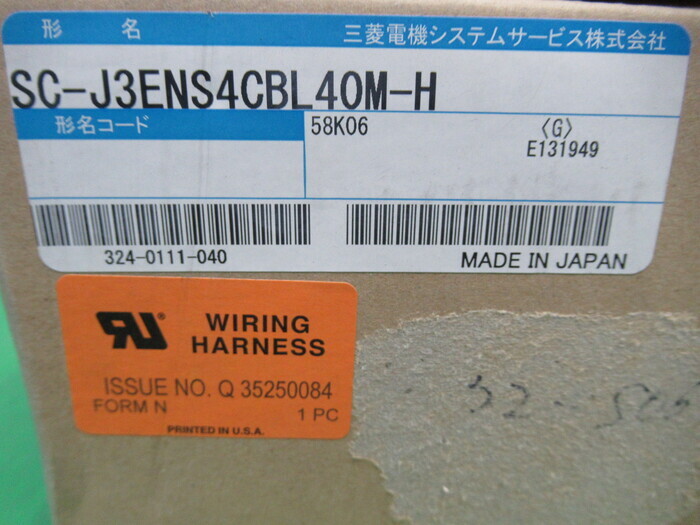 形 名 三菱電機システムサービス株式会社
SC-J3ENS4CBL40M-H
形名コード 58K06 〈G〉
E131949
324-0111-040 MADE IN JAPAN
WIRING
HARNESS
ISSUE NO. Q 35250084
FORM N 1 PC
PRINTED IN U.S.A.